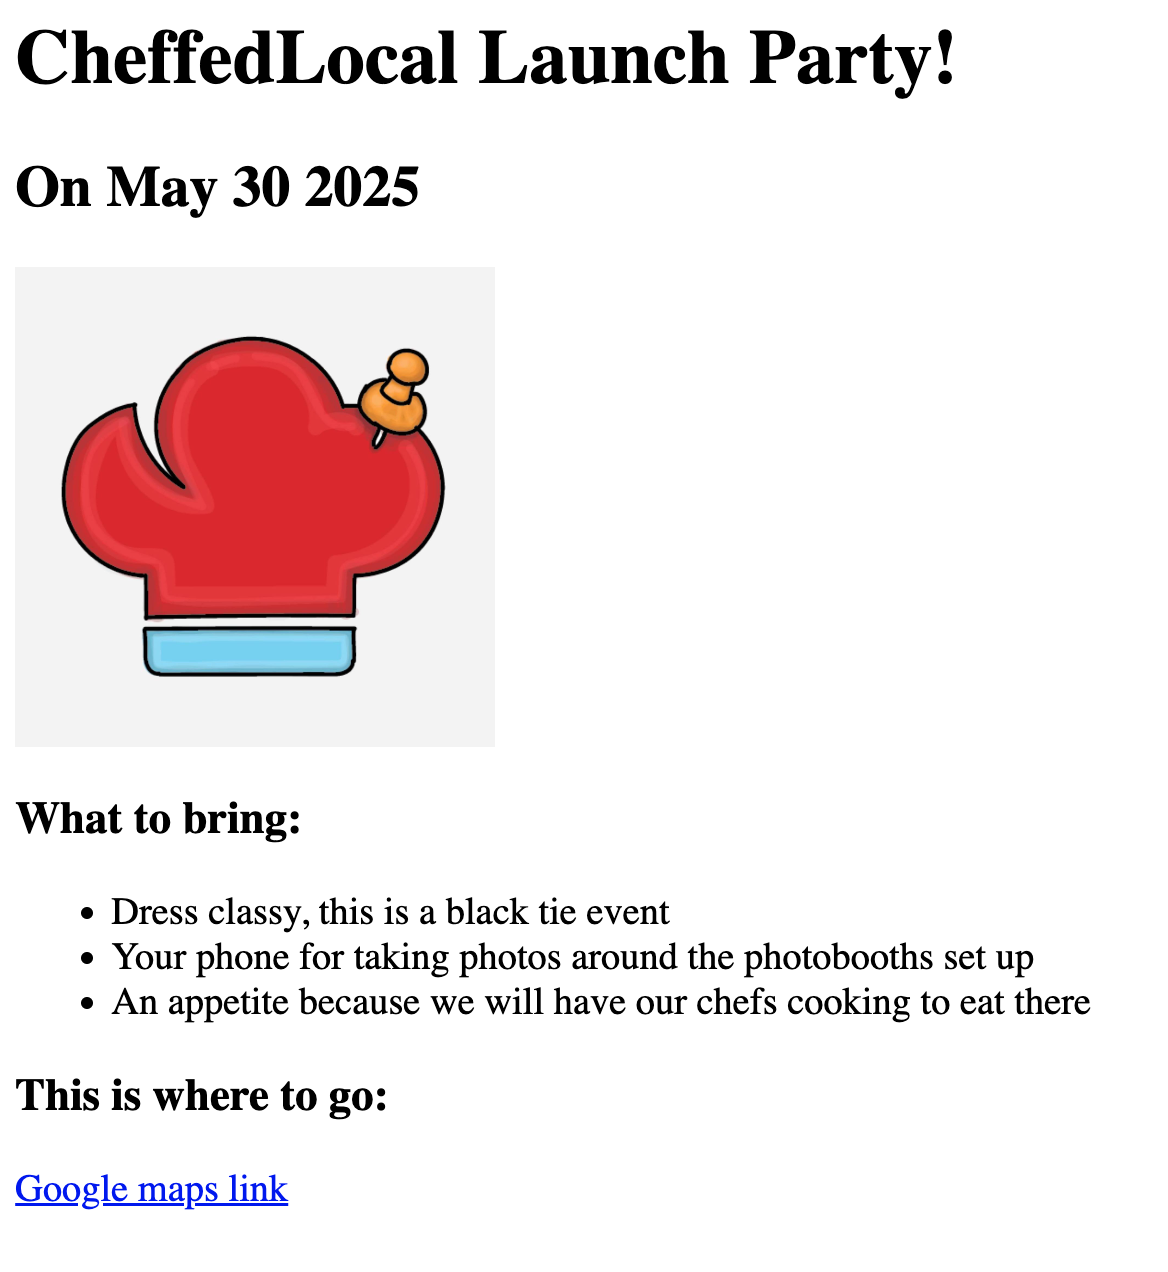 CheffedLocal Launch Party!
On May 30 2025
What to bring:
• Dress classy, this is a black tie event
• Your phone for taking photos around the photobooths set up
• An appetite because we will have our chefs cooking to eat there
This is where to go:
Google maps link